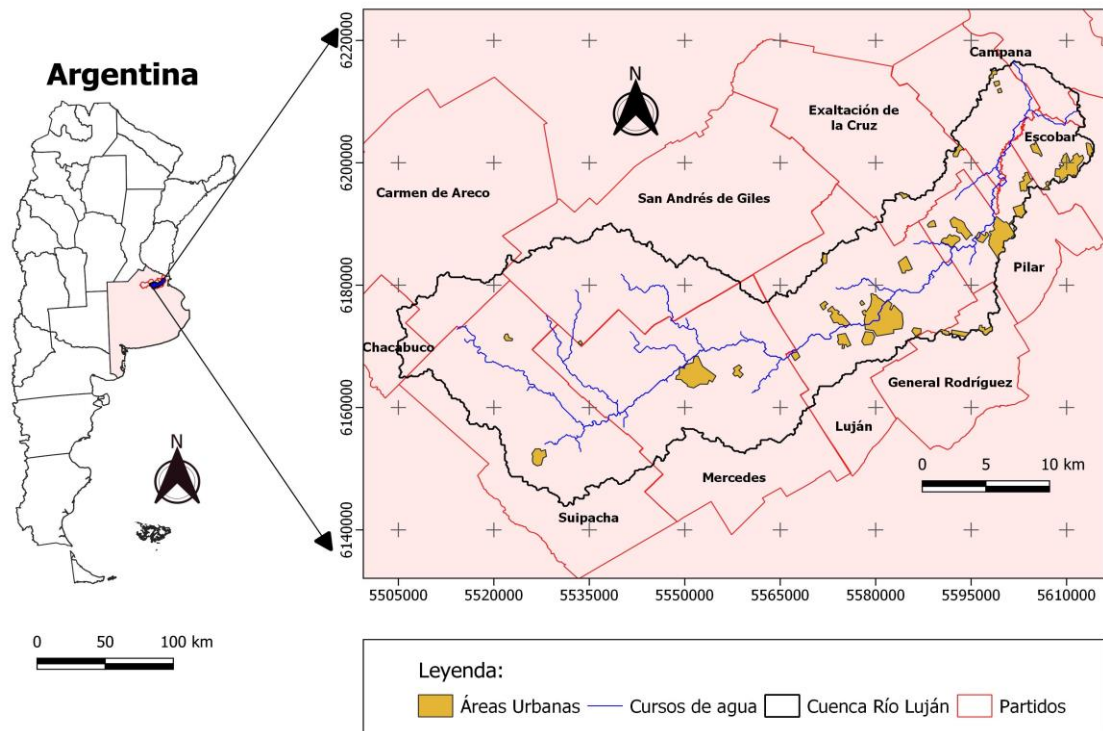 Argentina
N
0 50 100 km
6220000
6200000
6180000
6160000
6140000
N
Campana
Exaltación de
la Cruz
Escobar
Carmen de Areco
San Andrés de Giles
Pilar
Chacabuco
General Rodríguez
Luján
Mercedes
Suipacha
0 5 10 km
5505000 5520000 5535000 5550000 5565000 5580000 5595000 5610000
Leyenda:
Áreas Urbanas Cursos de agua Cuenca Río Luján Partidos